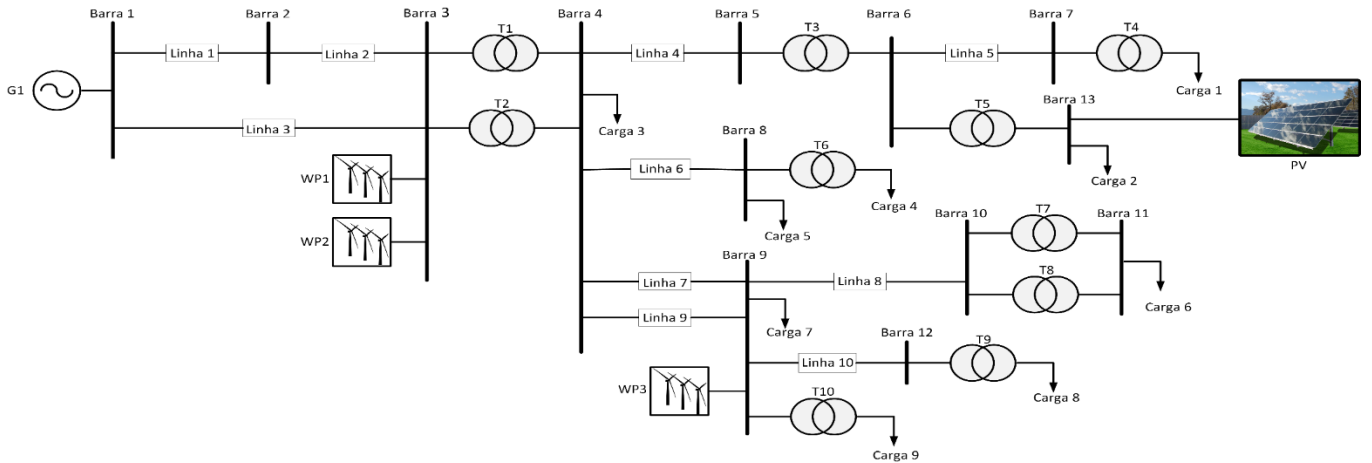 Barra 1
Barra 2
Barra 3
Barra 4
Barra 5
Barra 6
Barra 7
T1
T3
T4
Linha 1
Linha 2
Linha 4
Linha 5
G1
Carga 1
T2
Carga 3
T5
Barra 13
Linha 3
Barra 8
T6
PV
Linha 6
Carga 2
WP1
Carga 4
Carga 5
Barra 10
T7
Barra 11
WP2
Barra 9
Linha 7
Linha 8
T8
Carga 6
Linha 9
Carga 7
Barra 12
T9
Linha 10
WP3
T10
Carga 8
Carga 9